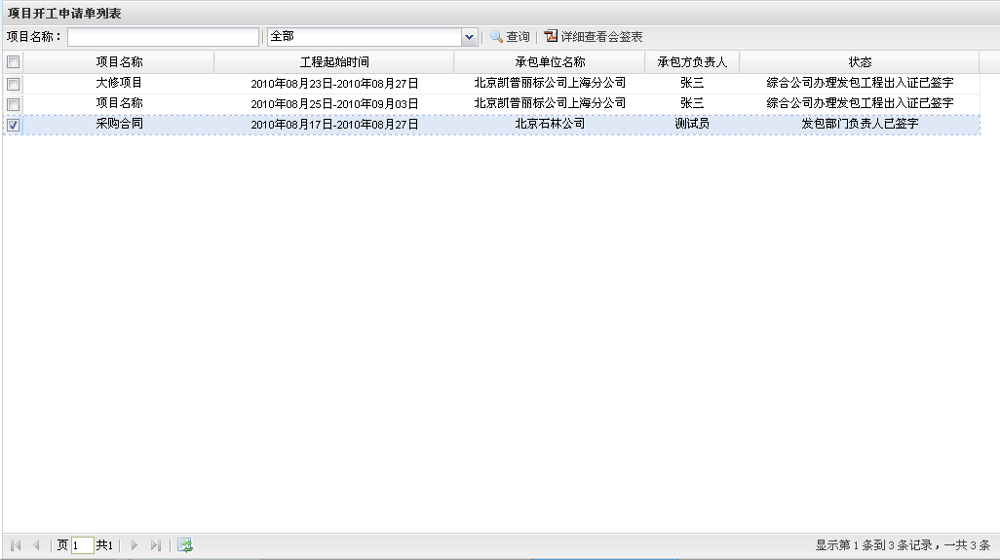 项目开工申请单列表
项目名称： 全部 查询 详细查看会签表
项目名称 工程起始时间 承包单位名称 承包方负责人 状态
大修项目 2010年08月23日-2010年08月27日 北京凯普丽标公司上海分公司 张三 综合公司办理发包工程出入证已签字
项目名称 2010年08月25日-2010年09月03日 北京凯普丽标公司上海分公司 张三 综合公司办理发包工程出入证已签字
采购合同 2010年08月17日-2010年08月27日 北京石林公司 测试员 发包部门负责人已签字
页 1 共1 显示第 1 条到 3 条记录，一共 3 条